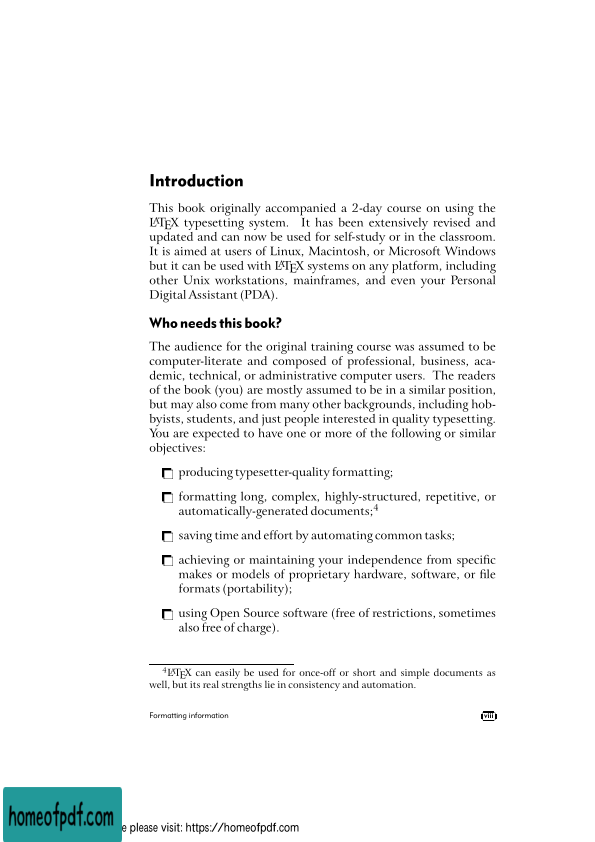 Introduction
This book originally accompanied a 2-day course on using the
LATEX typesetting system. It has been extensively revised and
updated and can now be used for self-study or in the classroom.
It is aimed at users of Linux, Macintosh, or Microsoft Windows
but it can be used with LATEX systems on any platform, including
other Unix workstations, mainframes, and even your Personal
Digital Assistant (PDA).
Who needs this book?
The audience for the original training course was assumed to be
computer-literate and composed of professional, business, aca-
demic, technical, or administrative computer users. The readers
of the book (you) are mostly assumed to be in a similar position,
but may also come from many other backgrounds, including hob-
byists, students, and just people interested in quality typesetting.
You are expected to have one or more of the following or similar
objectives:
❏ producing typesetter-quality formatting;
❏ formatting long, complex, highly-structured, repetitive, or
automatically-generated documents;⁴
❏ saving time and effort by automating common tasks;
❏ achieving or maintaining your independence from specific
makes or models of proprietary hardware, software, or file
formats (portability);
❏ using Open Source software (free of restrictions, sometimes
also free of charge).
⁴LATEX can easily be used for once-off or short and simple documents as
well, but its real strengths lie in consistency and automation.
Formatting information viii
homeofpdf.com
e please visit: https://homeofpdf.com